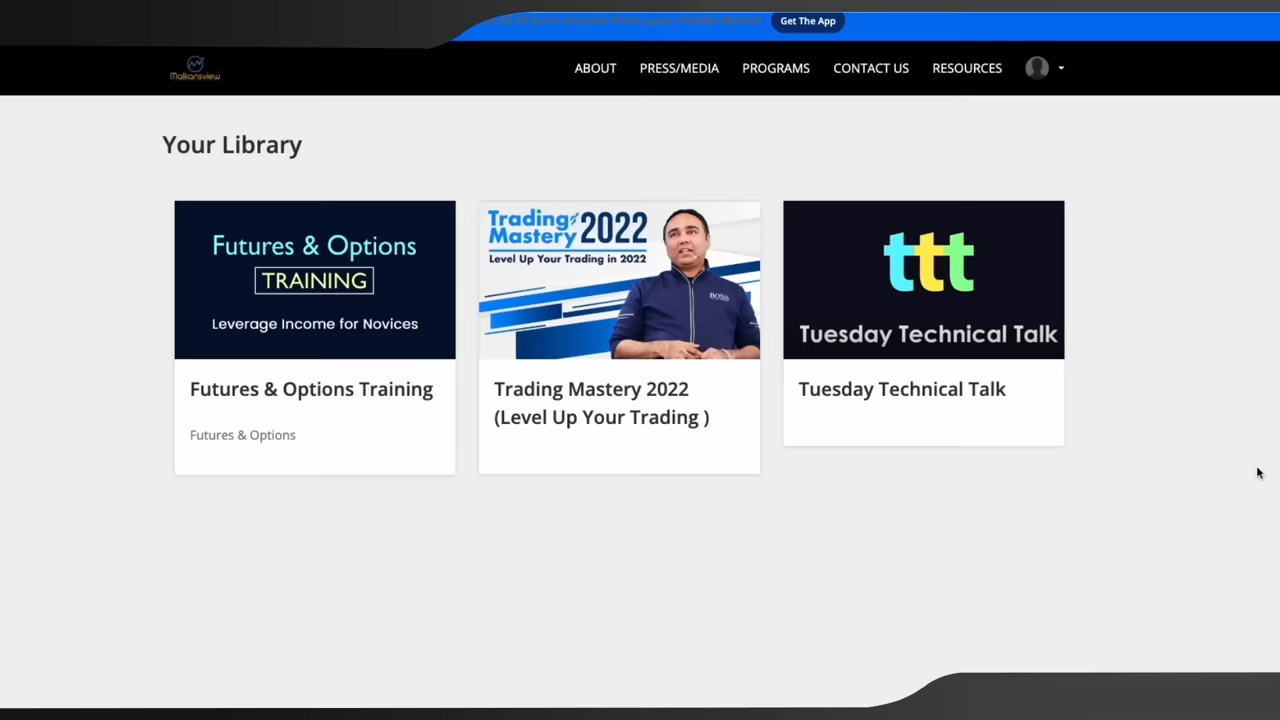 Get The App
Malkansview
ABOUT PRESS/MEDIA PROGRAMS CONTACT US RESOURCES
Your Library
Futures & Options
TRAINING
Leverage Income for Novices
Trading
Mastery 2022
Level Up Your Trading in 2022
BOSS
ttt
Tuesday Technical Talk
Futures & Options Training
Futures & Options
Trading Mastery 2022
(Level Up Your Trading )
Tuesday Technical Talk